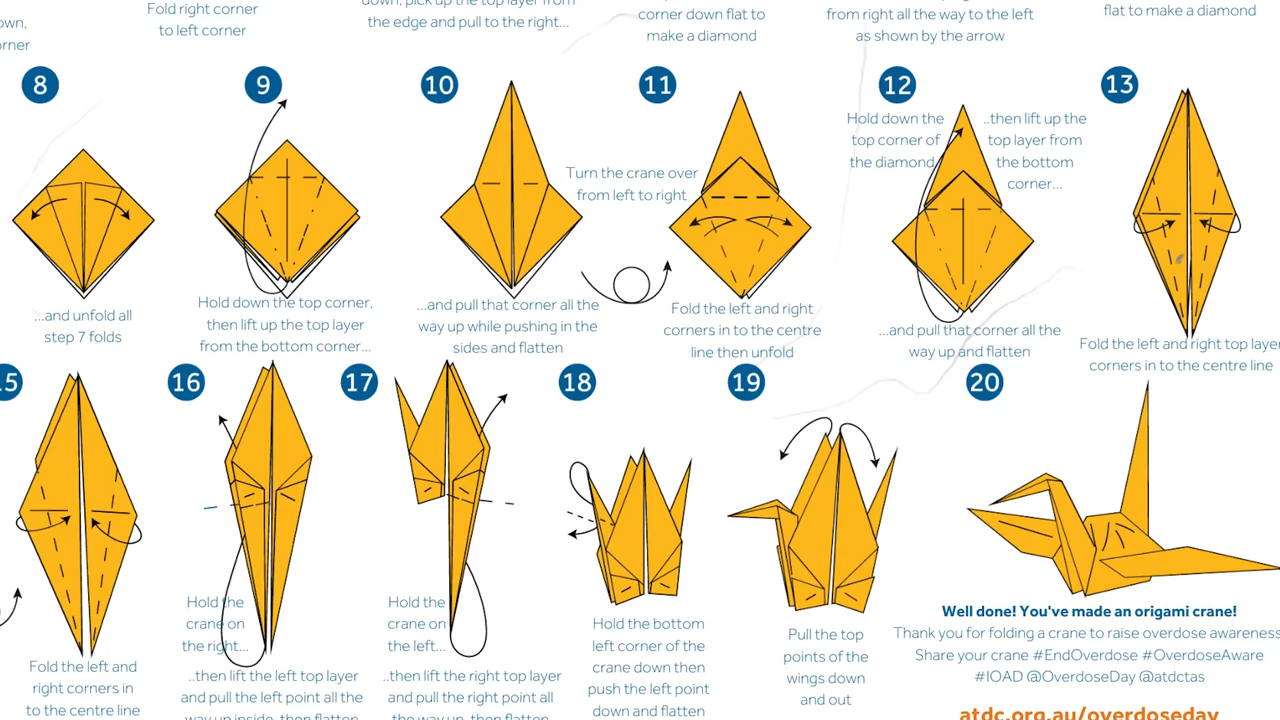 own,
orner
Fold right corner
to left corner
down, pick up the top layer from
the edge and pull to the right...
corner down flat to
make a diamond
from right all the way to the left
as shown by the arrow
flat to make a diamond
8
...and unfold all
step 7 folds
9
Hold down the top corner,
then lift up the top layer
from the bottom corner...
10
...and pull that corner all the
way up while pushing in the
sides and flatten
Turn the crane over
from left to right
11
Fold the left and right
corners in to the centre
line then unfold
12
Hold down the
top corner of
the diamond
..then lift up the
top layer from
the bottom
corner...
...and pull that corner all the
way up and flatten
13
Fold the left and right top layer
corners in to the centre line
15
Fold the left and
right corners in
to the centre line
16
Hold the
crane on
the right...
..then lift the left top layer
and pull the left point all the
way up inside, then flatten
17
Hold the
crane on
the left...
..then lift the right top layer
and pull the right point all
the way up, then flatten
18
Hold the bottom
left corner of the
crane down then
push the left point
down and flatten
19
Pull the top
points of the
wings down
and out
20
Well done! You've made an origami crane!
Thank you for folding a crane to raise overdose awareness
Share your crane #EndOverdose #OverdoseAware
#IOAD @OverdoseDay @atdctas
atdc.org.au/overdoseday